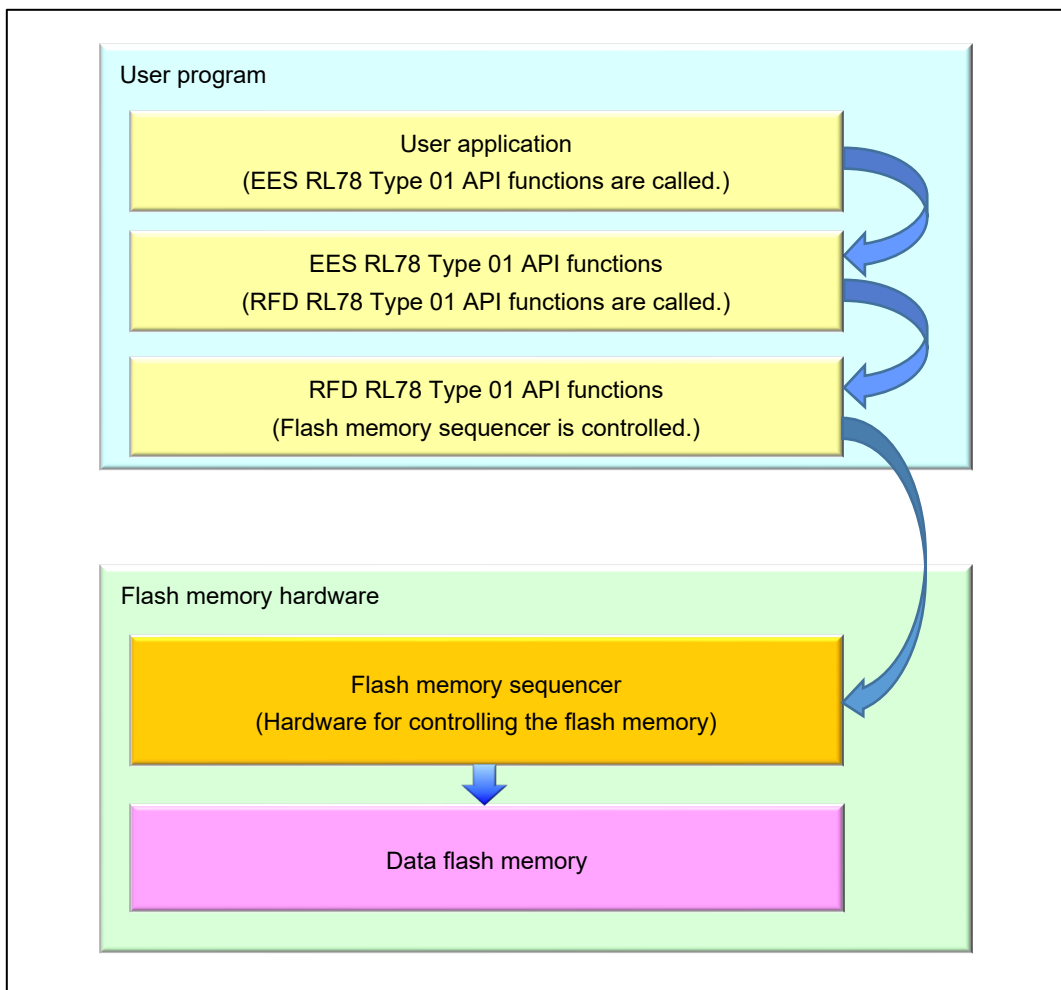 User program
User application
(EES RL78 Type 01 API functions are called.)
EES RL78 Type 01 API functions
(RFD RL78 Type 01 API functions are called.)
RFD RL78 Type 01 API functions
(Flash memory sequencer is controlled.)
Flash memory hardware
Flash memory sequencer
(Hardware for controlling the flash memory)
Data flash memory